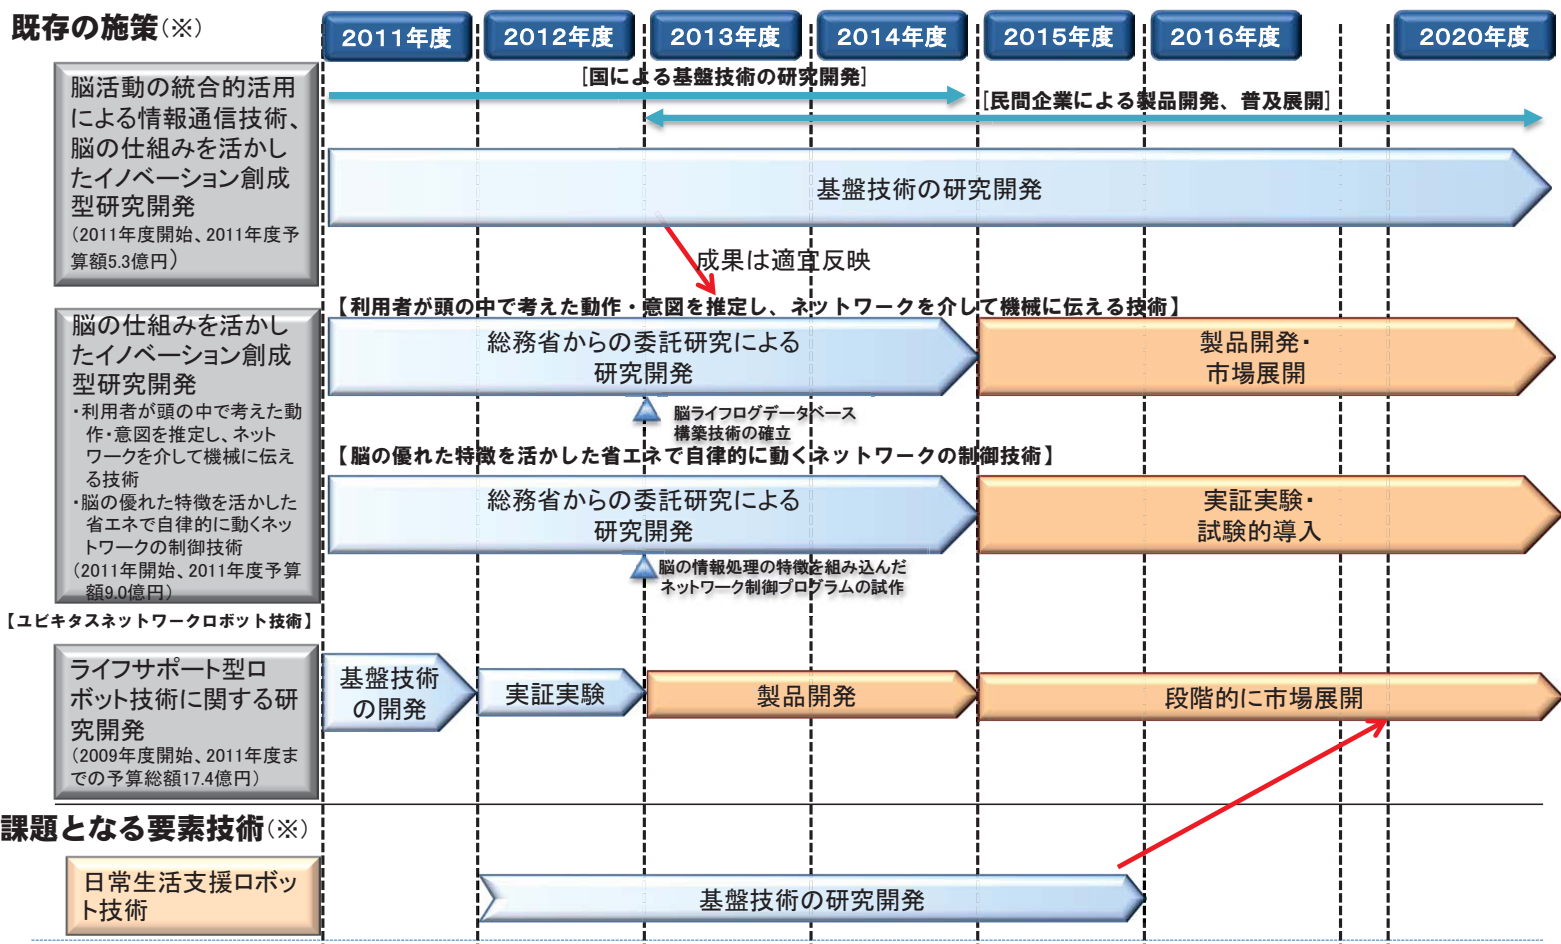 既存の施策(※)
2011年度
2012年度
2013年度
2014年度
2015年度
2016年度
2020年度
脳活動の統合的活用
による情報通信技術、
脳の仕組みを活かし
たイノベーション創成
型研究開発
(2011年度開始、2011年度予
算額5.3億円)
[国による基盤技術の研究開発]
[民間企業による製品開発、普及展開]
基盤技術の研究開発
成果は適宜反映
脳の仕組みを活かし
たイノベーション創成
型研究開発
・利用者が頭の中で考えた動
作・意図を推定し、ネット
ワークを介して機械に伝え
る技術
・脳の優れた特徴を活かした
省エネで自律的に動くネッ
トワークの制御技術
(2011年開始、2011年度予算
額9.0億円)
【利用者が頭の中で考えた動作・意図を推定し、ネットワークを介して機械に伝える技術】
総務省からの委託研究による
研究開発
製品開発・
市場展開
脳ライフログデータベース
構築技術の確立
【脳の優れた特徴を活かした省エネで自律的に動くネットワークの制御技術】
総務省からの委託研究による
研究開発
実証実験・
試験的導入
脳の情報処理の特徴を組み込んだ
ネットワーク制御プログラムの試作
【ユビキタスネットワークロボット技術】
ライフサポート型ロ
ボット技術に関する研
究開発
(2009年度開始、2011年度ま
での予算総額17.4億円)
基盤技術
の開発
実証実験
製品開発
段階的に市場展開
課題となる要素技術(※)
日常生活支援ロボッ
ト技術
基盤技術の研究開発